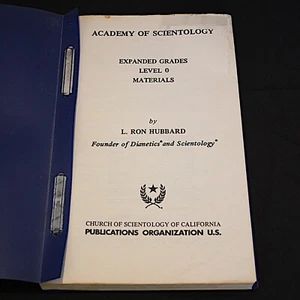 ACADEMY OF SCIENTOLOGY
EXPANDED GRADES
LEVEL 0
MATERIALS
by
L. RON HUBBARD
Founder of Dianetics® and Scientology®
CHURCH OF SCIENTOLOGY OF CALIFORNIA
PUBLICATIONS ORGANIZATION U.S.